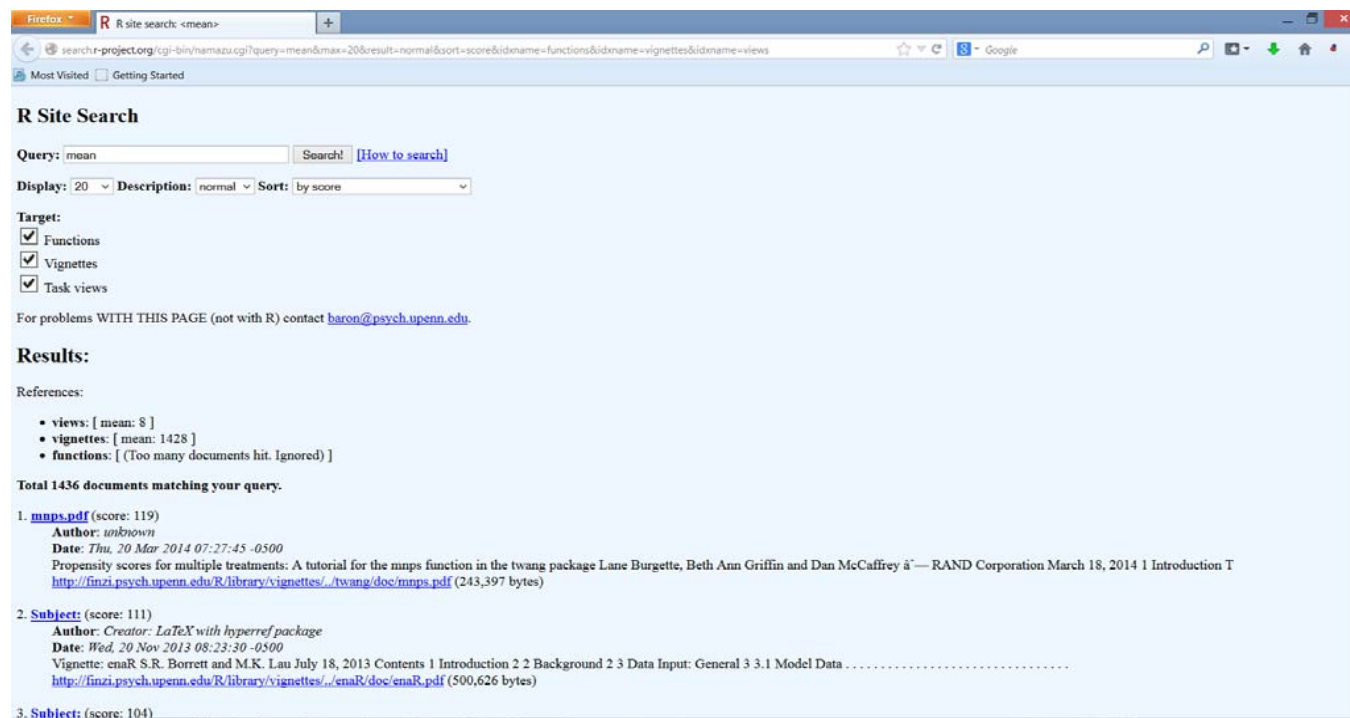 Firefox
R R site search: <mean>
search.r-project.org/cgi-bin/namazu.cgi?query=mean&max=20&result=normal&sort=score&idxname=functions&idxname=vignettes&idxname=views
Google
Most Visited Getting Started
R Site Search
Query: mean Search! [How to search]
Display: 20 Description: normal Sort: by score
Target:
Functions
Vignettes
Task views
For problems WITH THIS PAGE (not with R) contact baron@psych.upenn.edu.
Results:
References:
• views: [ mean: 8 ]
• vignettes: [ mean: 1428 ]
• functions: [ (Too many documents hit. Ignored) ]
Total 1436 documents matching your query.
1. mnps.pdf (score: 119)
Author: unknown
Date: Thu, 20 Mar 2014 07:27:45 -0500
Propensity scores for multiple treatments: A tutorial for the mnps function in the twang package Lane Burgette, Beth Ann Griffin and Dan McCaffrey âˆ— RAND Corporation March 18, 2014 1 Introduction T
http://finzi.psych.upenn.edu/R/library/vignettes/../twang/doc/mnps.pdf (243,397 bytes)
2. Subject: (score: 111)
Author: Creator: LaTeX with hyperref package
Date: Wed, 20 Nov 2013 08:23:30 -0500
Vignette: enaR S.R. Borrett and M.K. Lau July 18, 2013 Contents 1 Introduction 2 2 Background 2 3 Data Input: General 3 3.1 Model Data . . . . . . . . . . . . . . . . . . . . . . . . . . . . . . . .
http://finzi.psych.upenn.edu/R/library/vignettes/../enaR/doc/enaR.pdf (500,626 bytes)
3. Subject: (score: 104)